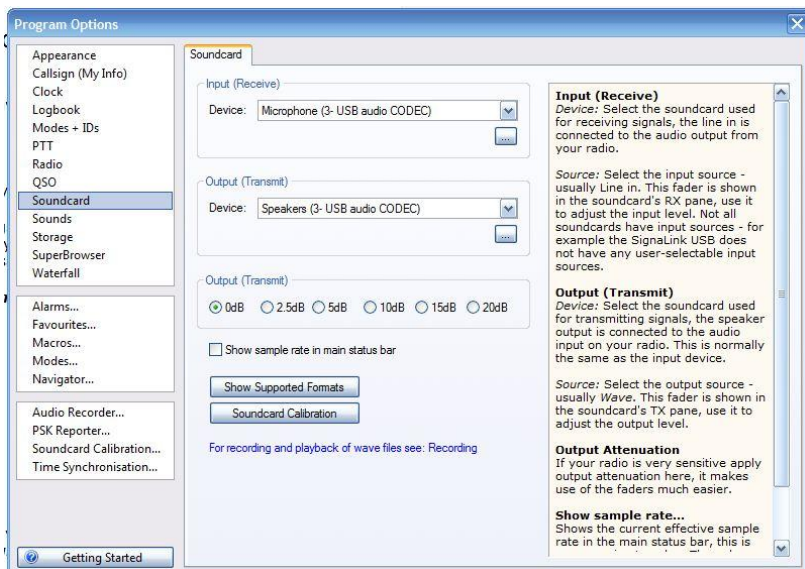 Program Options
Appearance
Callsign (My Info)
Clock
Logbook
Modes + IDs
PTT
Radio
QSO
Soundcard
Sounds
Storage
SuperBrowser
Waterfall
Alarms...
Favourites...
Macros...
Modes...
Navigator...
Audio Recorder...
PSK Reporter...
Soundcard Calibration...
Time Synchronisation...
Getting Started
Soundcard
Input (Receive)
Device: Microphone (3- USB audio CODEC)
...
Output (Transmit)
Device: Speakers (3- USB audio CODEC)
...
Output (Transmit)
0dB 2.5dB 5dB 10dB 15dB 20dB
Show sample rate in main status bar
Show Supported Formats
Soundcard Calibration
For recording and playback of wave files see: Recording
Input (Receive)
Device: Select the soundcard used
for receiving signals, the line in is
connected to the audio output from
your radio.
Source: Select the input source -
usually Line in. This fader is shown
in the soundcard's RX pane, use it
to adjust the input level. Not all
soundcards have input sources - for
example the SignaLink USB does
not have any user-selectable input
sources.
Output (Transmit)
Device: Select the soundcard used
for transmitting signals, the speaker
output is connected to the audio
input on your radio. This is normally
the same as the input device.
Source: Select the output source -
usually Wave. This fader is shown in
the soundcard's TX pane, use it to
adjust the output level.
Output Attenuation
If your radio is very sensitive apply
output attenuation here, it makes
use of the faders much easier.
Show sample rate...
Shows the current effective sample
rate in the main status bar, this is